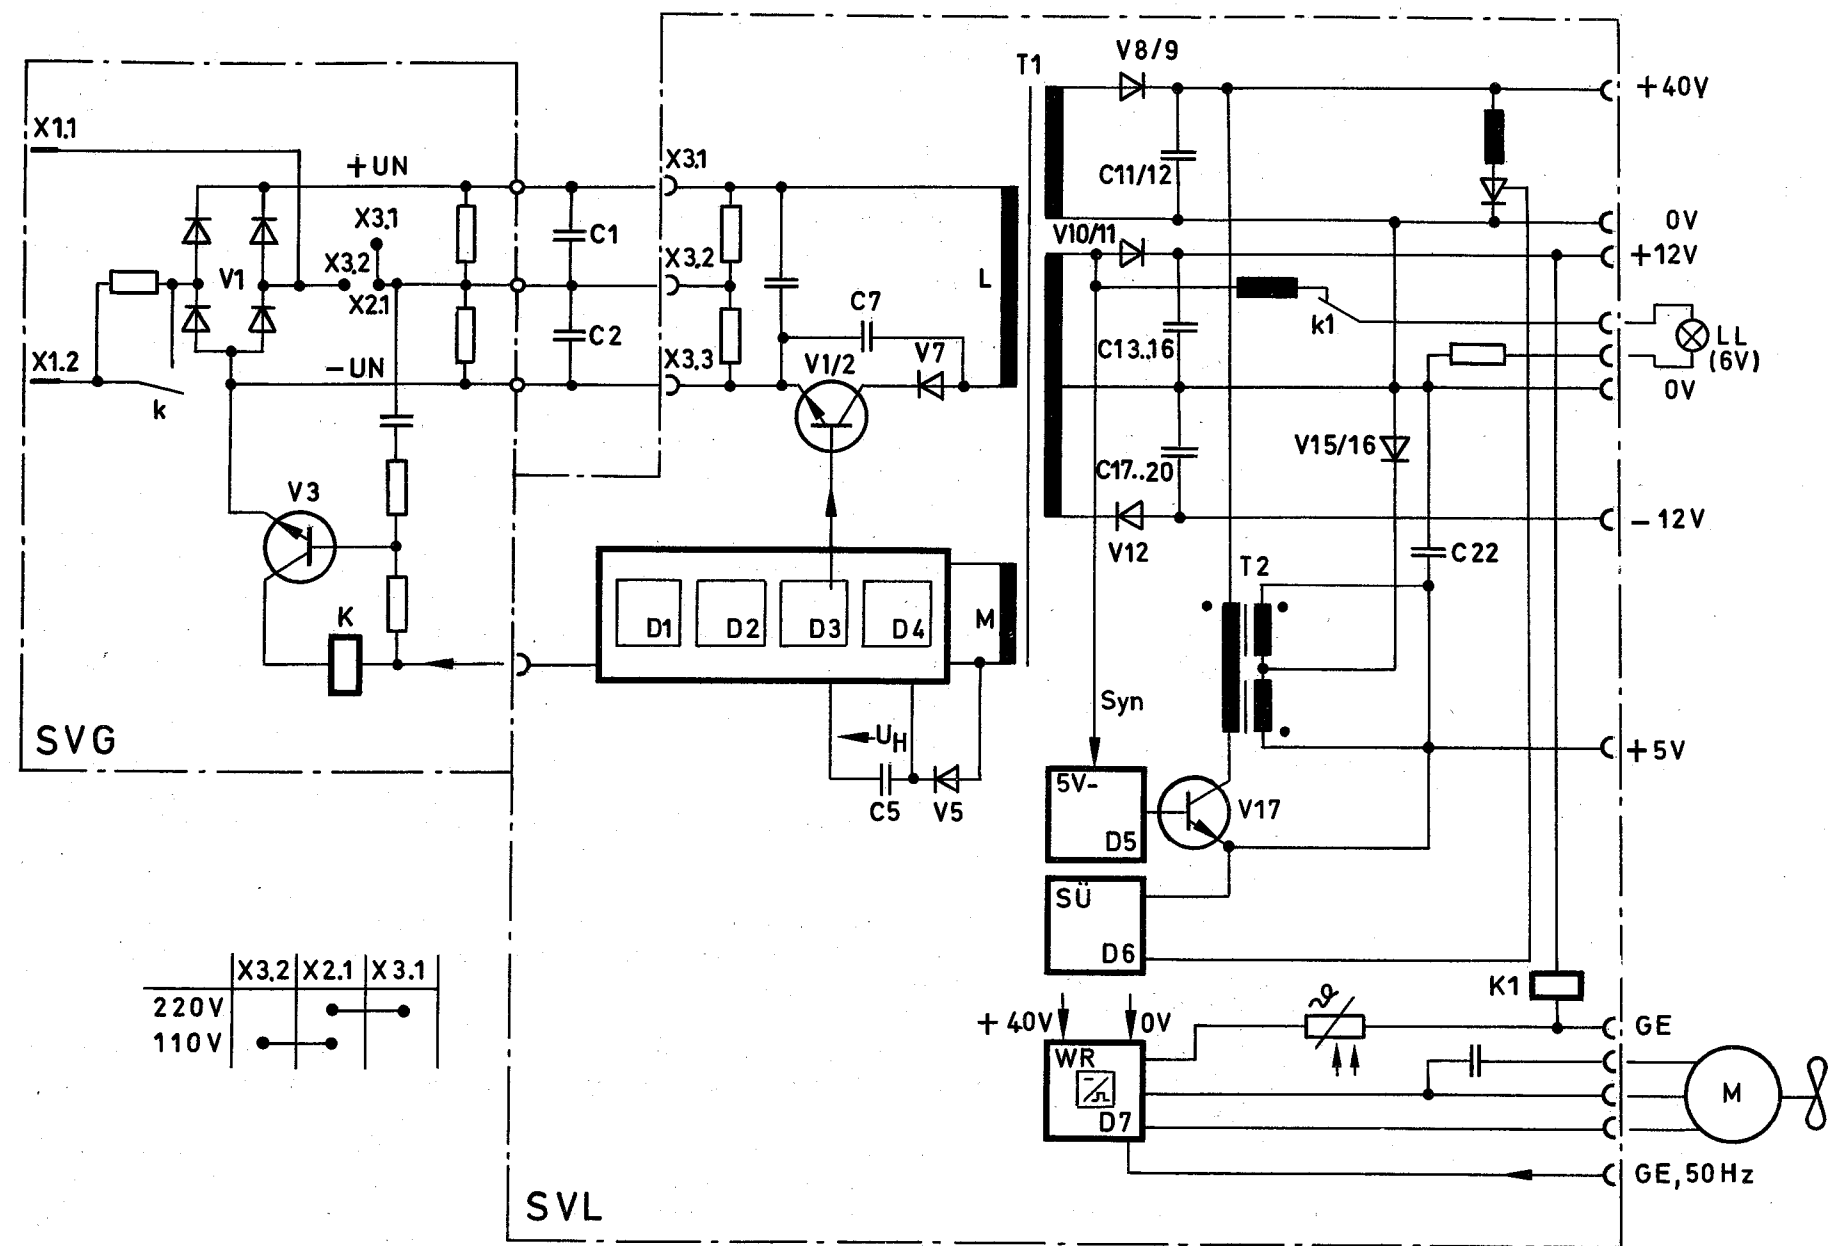 V8/9
T1
+40V
X1.1
+UN
X3.1
C11/12
X3.1
0V
C1
V10/11
+12V
X3.2
V1
X3.2
L
X2.1
C7
k1
C2
C13..16
LL
(6V)
X1.2
-UN
X3.3
V1/2
V7
0V
k
V15/16
C17..20
V3
-12V
V12
C22
T2
K
D1
D2
D3
D4
M
Syn
SVG
UH
+5V
C5
V5
5V-
D5
V17
SÜ
D6
X3.2 X2.1 X3.1
220V
110V
K1
+40V
0V
ϑ
GE
WR
D7
M
GE, 50Hz
SVL